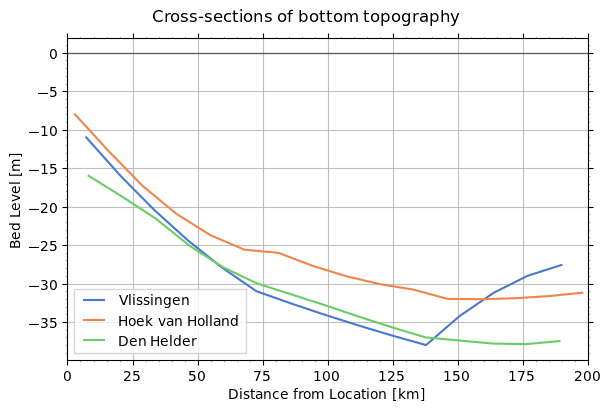 Cross-sections of bottom topography
Bed Level [m]
0
−5
−10
−15
−20
−25
−30
−35
Vlissingen
Hoek van Holland
Den Helder
0 25 50 75 100 125 150 175 200
Distance from Location [km]